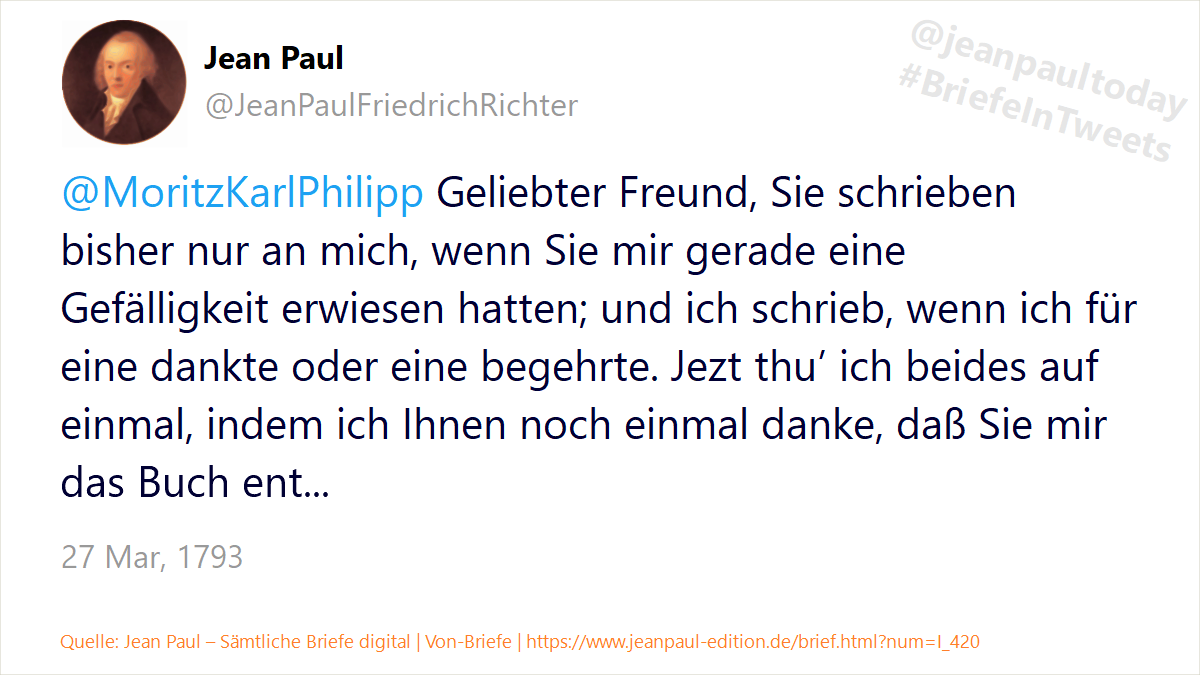 Jean Paul
@JeanPaulFriedrichRichter
@jeanpaultoday
#BriefeInTweets
@MoritzKarlPhilipp Geliebter Freund, Sie schrieben
bisher nur an mich, wenn Sie mir gerade eine
Gefälligkeit erwiesen hatten; und ich schrieb, wenn ich für
eine dankte oder eine begehrte. Jezt thu’ ich beides auf
einmal, indem ich Ihnen noch einmal danke, daß Sie mir
das Buch ent...
27 Mar, 1793
Quelle: Jean Paul – Sämtliche Briefe digital | Von-Briefe | https://www.jeanpaul-edition.de/brief.html?num=I_420